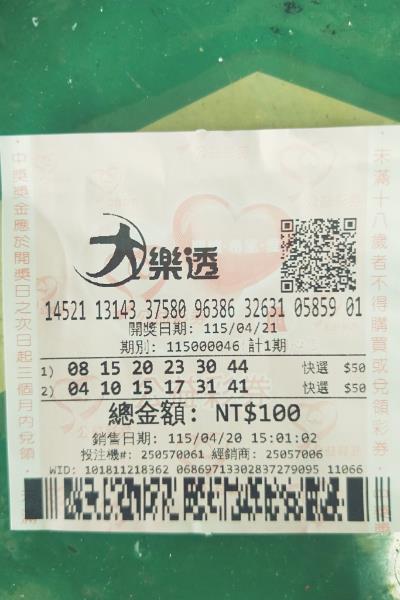 大樂透
14521 13143 37580 96386 32631 05859 01
開獎日期: 115/04/21
期別: 115000046 計1期
1) 08 15 20 23 30 44 快選 $50
2) 04 10 15 17 31 41 快選 $50
總金額: NT$100
銷售日期: 115/04/20 15:01:02
投注機#: 250570061 經銷商: 25057006
WID: 101811218362 06869713302837279095 11066
中獎獎金應於開獎日之次日起三個月內兌領
未滿十八歲者不得購買或兌領彩券